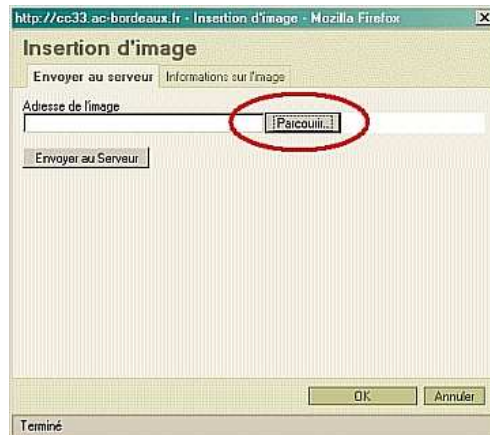 http://cc33.ac-bordeaux.fr - Insertion d'image - Mozilla Firefox
Insertion d'image
Envoyer au serveur Informations sur l'image
Adresse de l'image
Parcourir...
Envoyer au Serveur
OK Annuler
Terminé